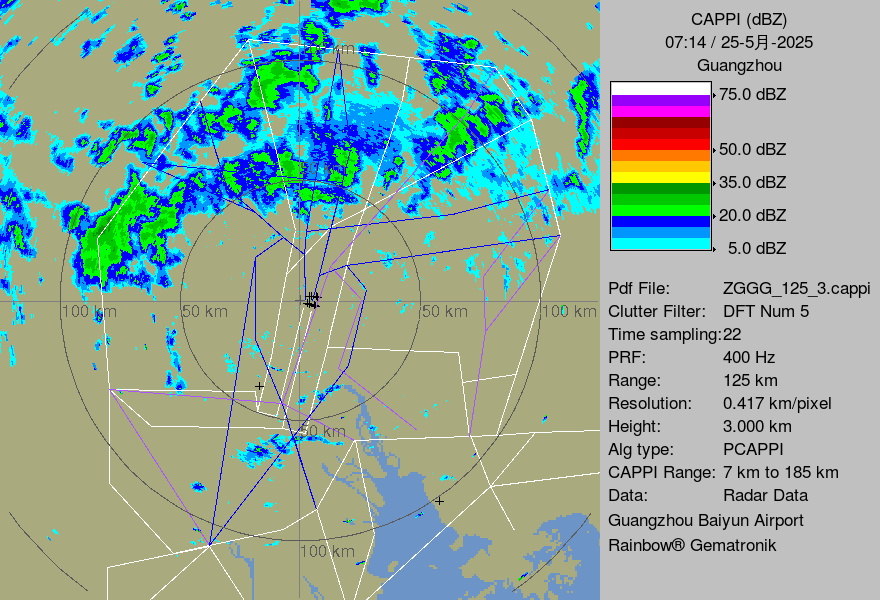 CAPPI (dBZ)
07:14 / 25-5月-2025
Guangzhou
75.0 dBZ
50.0 dBZ
35.0 dBZ
20.0 dBZ
5.0 dBZ
100 km
50 km
50 km
100 km
50 km
100 km
Pdf File: ZGGG_125_3.cappi
Clutter Filter: DFT Num 5
Time sampling:22
PRF: 400 Hz
Range: 125 km
Resolution: 0.417 km/pixel
Height: 3.000 km
Alg type: PCAPPI
CAPPI Range: 7 km to 185 km
Data: Radar Data
Guangzhou Baiyun Airport
Rainbow® Gematronik